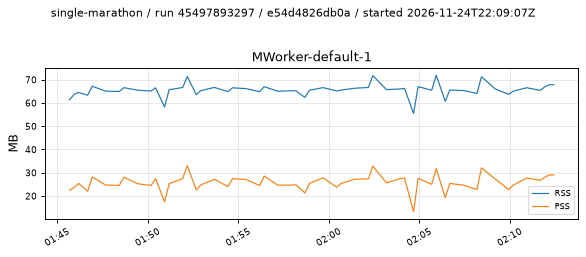 single-marathon / run 45497893297 / e54d4826db0a / started 2026-11-24T22:09:07Z
MWorker-default-1
MB
70
60
50
40
30
20
RSS
PSS
01:45
01:50
01:55
02:00
02:05
02:10